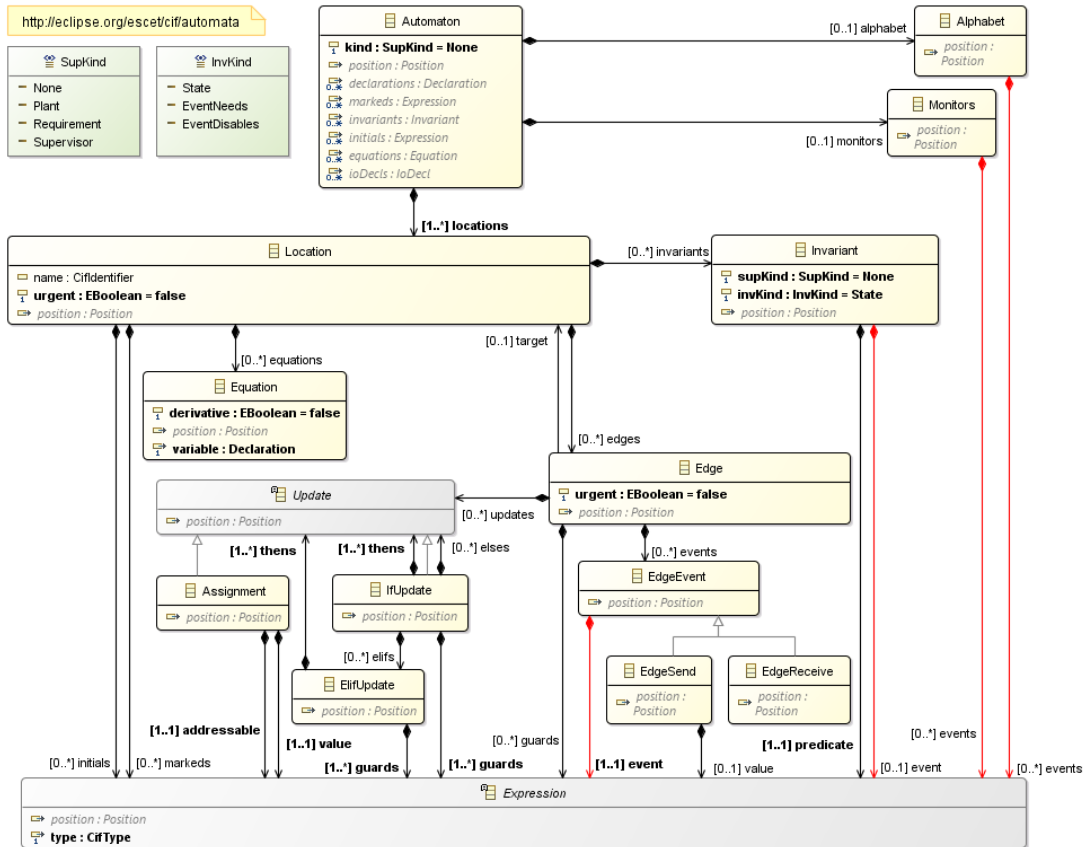 http://eclipse.org/escet/cif/automata
SupKind
None
Plant
Requirement
Supervisor
InvKind
State
EventNeeds
EventDisables
Automaton
kind : SupKind = None
position : Position
declarations : Declaration
markeds : Expression
invariants : Invariant
initials : Expression
equations : Equation
ioDecls : IoDecl
[0..1] alphabet
Alphabet
position :
Position
Monitors
position :
Position
[0..1] monitors
[1..*] locations
Location
name : CifIdentifier
urgent : EBoolean = false
position : Position
[0..*] invariants
Invariant
supKind : SupKind = None
invKind : InvKind = State
position : Position
[0..1] target
[0..*] equations
Equation
derivative : EBoolean = false
position : Position
variable : Declaration
[0..*] edges
Edge
urgent : EBoolean = false
position : Position
Update
position : Position
[0..*] updates
[1..*] thens
[1..*] thens
[0..*] elses
[0..*] events
Assignment
position : Position
IfUpdate
position : Position
EdgeEvent
position : Position
[0..*] elifs
ElifUpdate
position : Position
EdgeSend
position :
Position
EdgeReceive
position :
Position
[1..1] addressable
[1..1] value
[0..*] guards
[1..1] predicate
[0..*] events
[0..*] initials
[0..*] markeds
[1..*] guards
[1..*] guards
[1..1] event
[0..1] value
[0..1] event
[0..*] events
Expression
position : Position
type : CifType